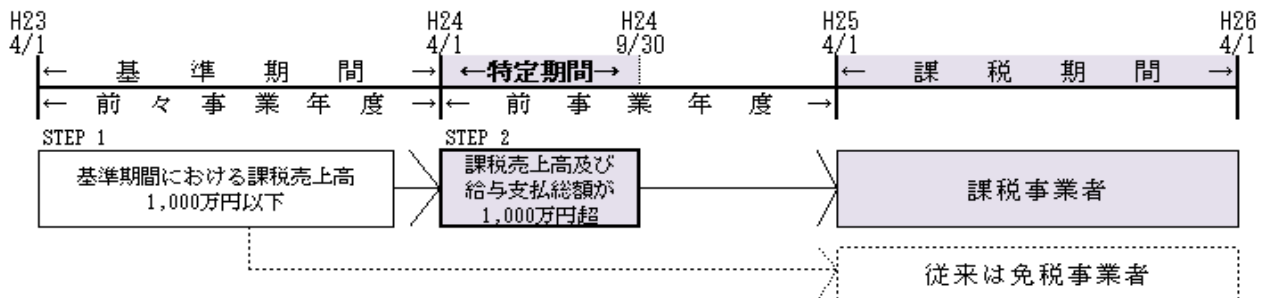 H23 H24 H24 H25 H26
4/1 4/1 9/30 4/1 4/1
← 基準期間 → ←特定期間→ ← 課税期間 →
← 前々事業年度 → ← 前事業年度 →
STEP 1 STEP 2
基準期間における課税売上高
1,000万円以下
課税売上高及び
給与支払総額が
1,000万円超
課税事業者
従来は免税事業者